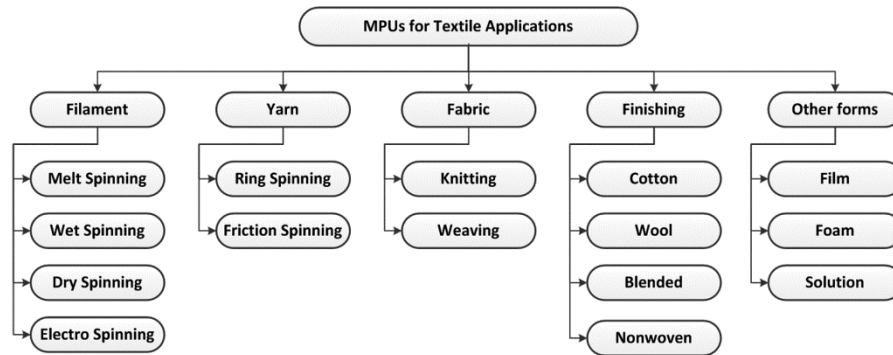 MPUs for Textile Applications
Filament
Yarn
Fabric
Finishing
Other forms
Melt Spinning
Ring Spinning
Knitting
Cotton
Film
Wet Spinning
Friction Spinning
Weaving
Wool
Foam
Dry Spinning
Blended
Solution
Electro Spinning
Nonwoven